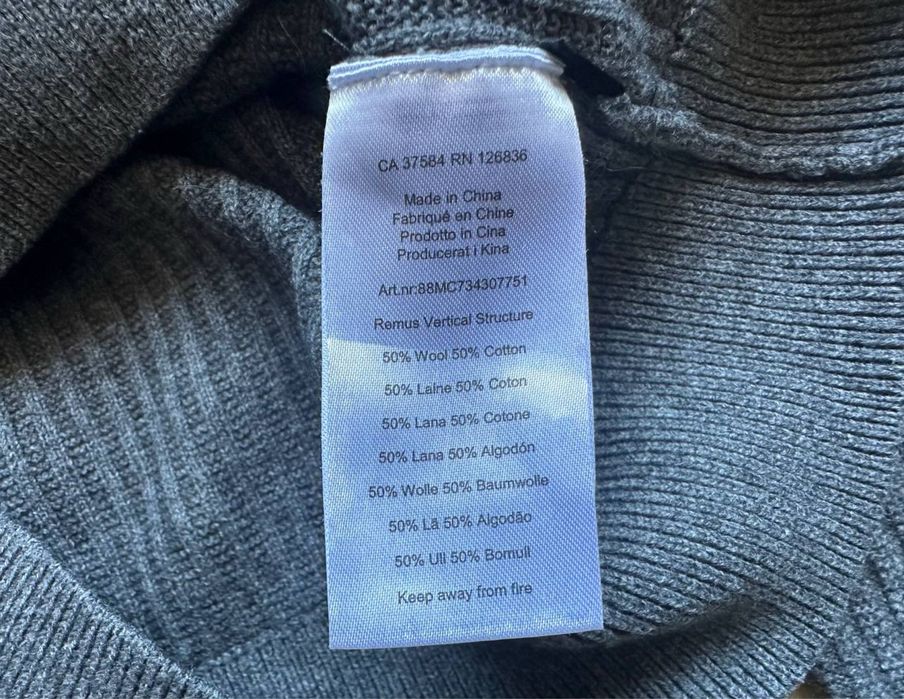 CA 37584 RN 126836
Made in China
Fabriqué en Chine
Prodotto in Cina
Producerat i Kina
Art.nr:88MC734307751
Remus Vertical Structure
50% Wool 50% Cotton
50% Laine 50% Coton
50% Lana 50% Cotone
50% Lana 50% Algodón
50% Wolle 50% Baumwolle
50% Lã 50% Algodão
50% Ull 50% Bomull
Keep away from fire